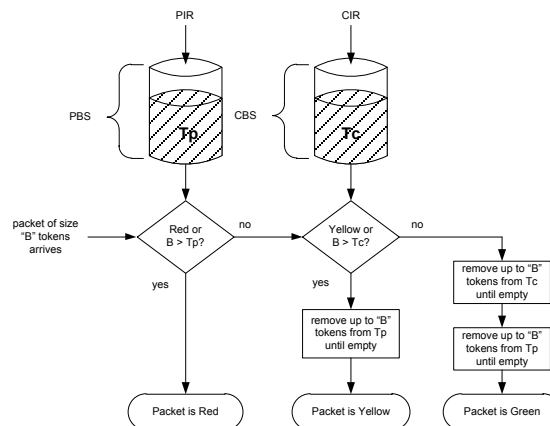 PIR
CIR
PBS
Tp
CBS
Tc
packet of size
"B" tokens
arrives
Red or
B > Tp?
no
Yellow or
B > Tc?
no
yes
yes
remove up to "B"
tokens from Tc
until empty
remove up to "B"
tokens from Tp
until empty
remove up to "B"
tokens from Tp
until empty
Packet is Red
Packet is Yellow
Packet is Green